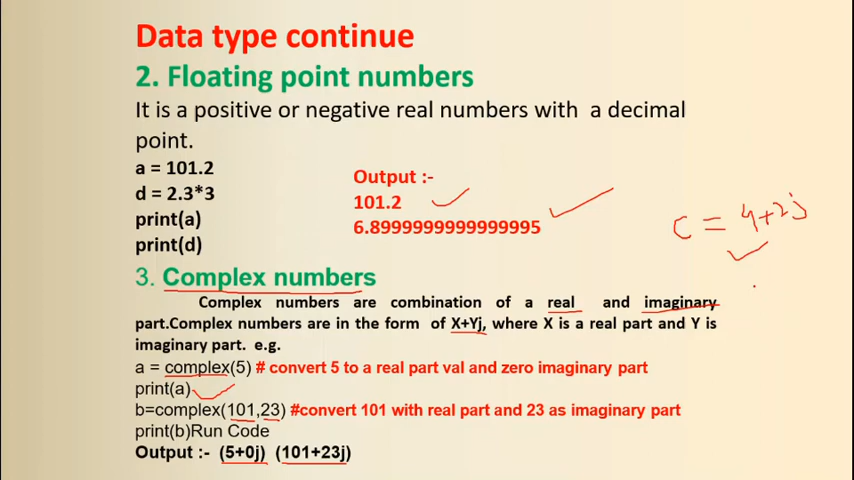 Data type continue
2. Floating point numbers
It is a positive or negative real numbers with a decimal
point.
a = 101.2
d = 2.3*3
print(a)
print(d)
Output :-
101.2
6.8999999999999995
C = 4+2j
3. Complex numbers
Complex numbers are combination of a real and imaginary
part.Complex numbers are in the form of X+Yj, where X is a real part and Y is
imaginary part. e.g.
a = complex(5) # convert 5 to a real part val and zero imaginary part
print(a)
b=complex(101,23) #convert 101 with real part and 23 as imaginary part
print(b)Run Code
Output :- (5+0j) (101+23j)